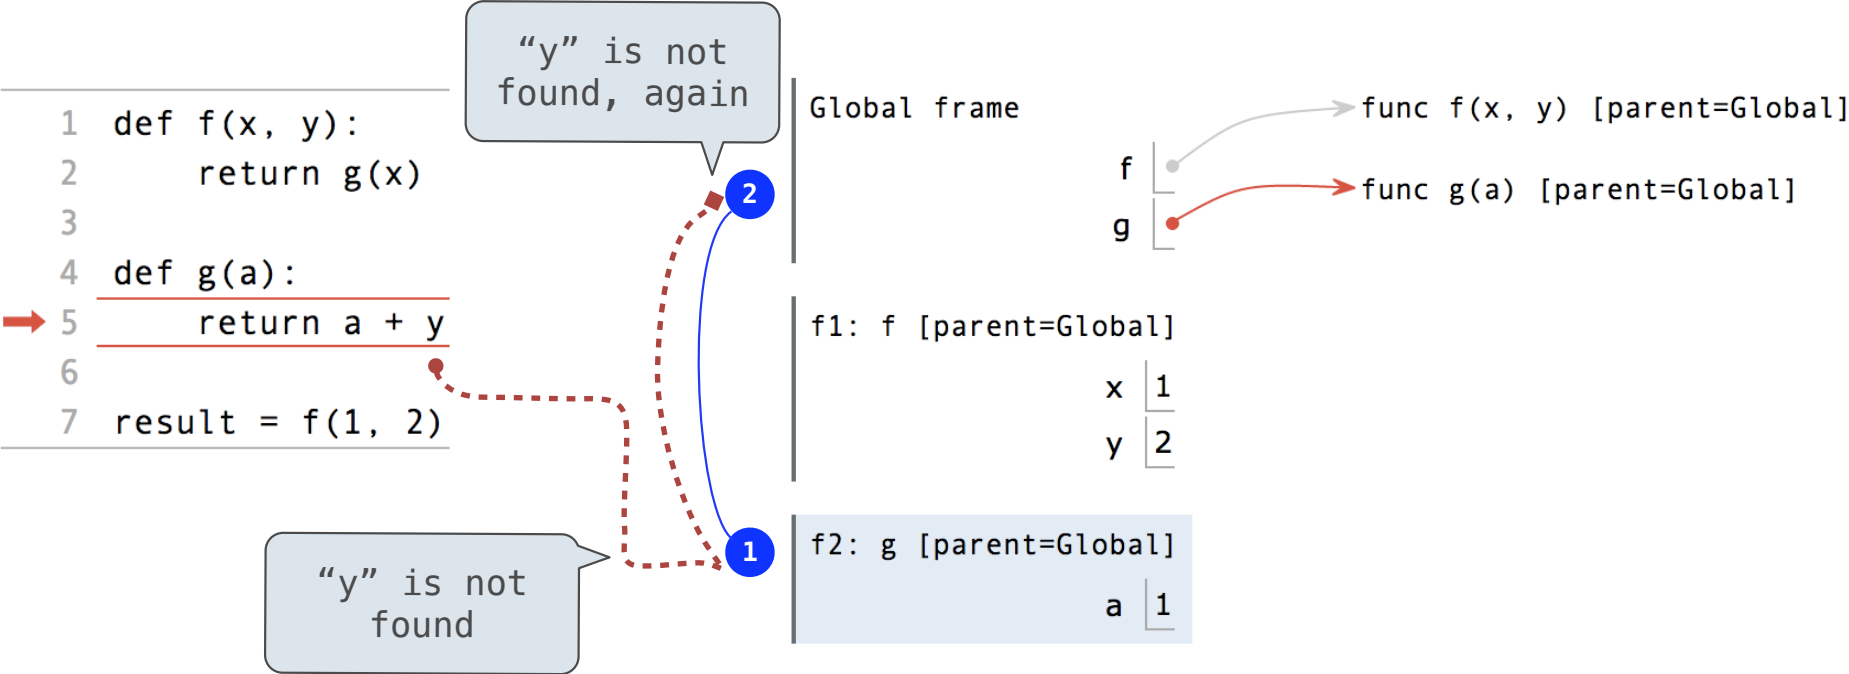 “y” is not
found, again
1 def f(x, y):
2     return g(x)
3
4 def g(a):
5     return a + y
6
7 result = f(1, 2)
“y” is not
found
2
1
Global frame
f
g
func f(x, y) [parent=Global]
func g(a) [parent=Global]
f1: f [parent=Global]
x 1
y 2
f2: g [parent=Global]
a 1